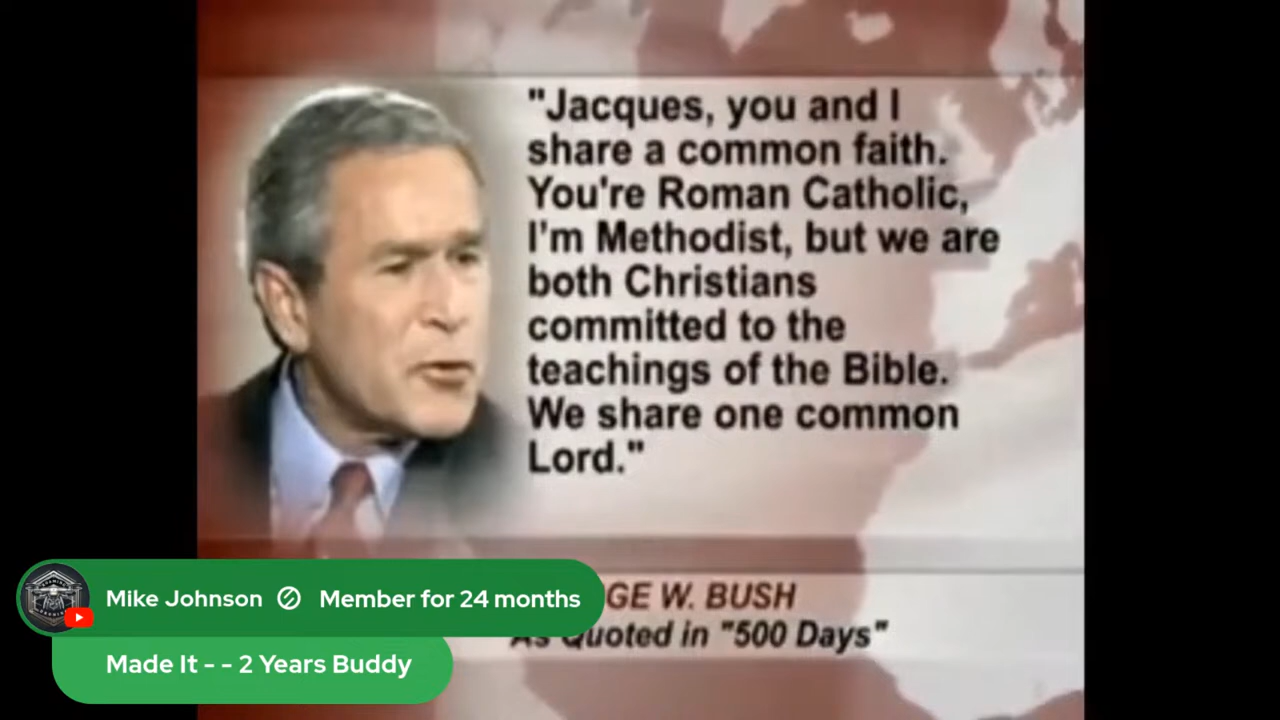 "Jacques, you and I
share a common faith.
You're Roman Catholic,
I'm Methodist, but we are
both Christians
committed to the
teachings of the Bible.
We share one common
Lord."
GE W. BUSH
As Quoted in "500 Days"
Mike Johnson Member for 24 months
Made It - - 2 Years Buddy